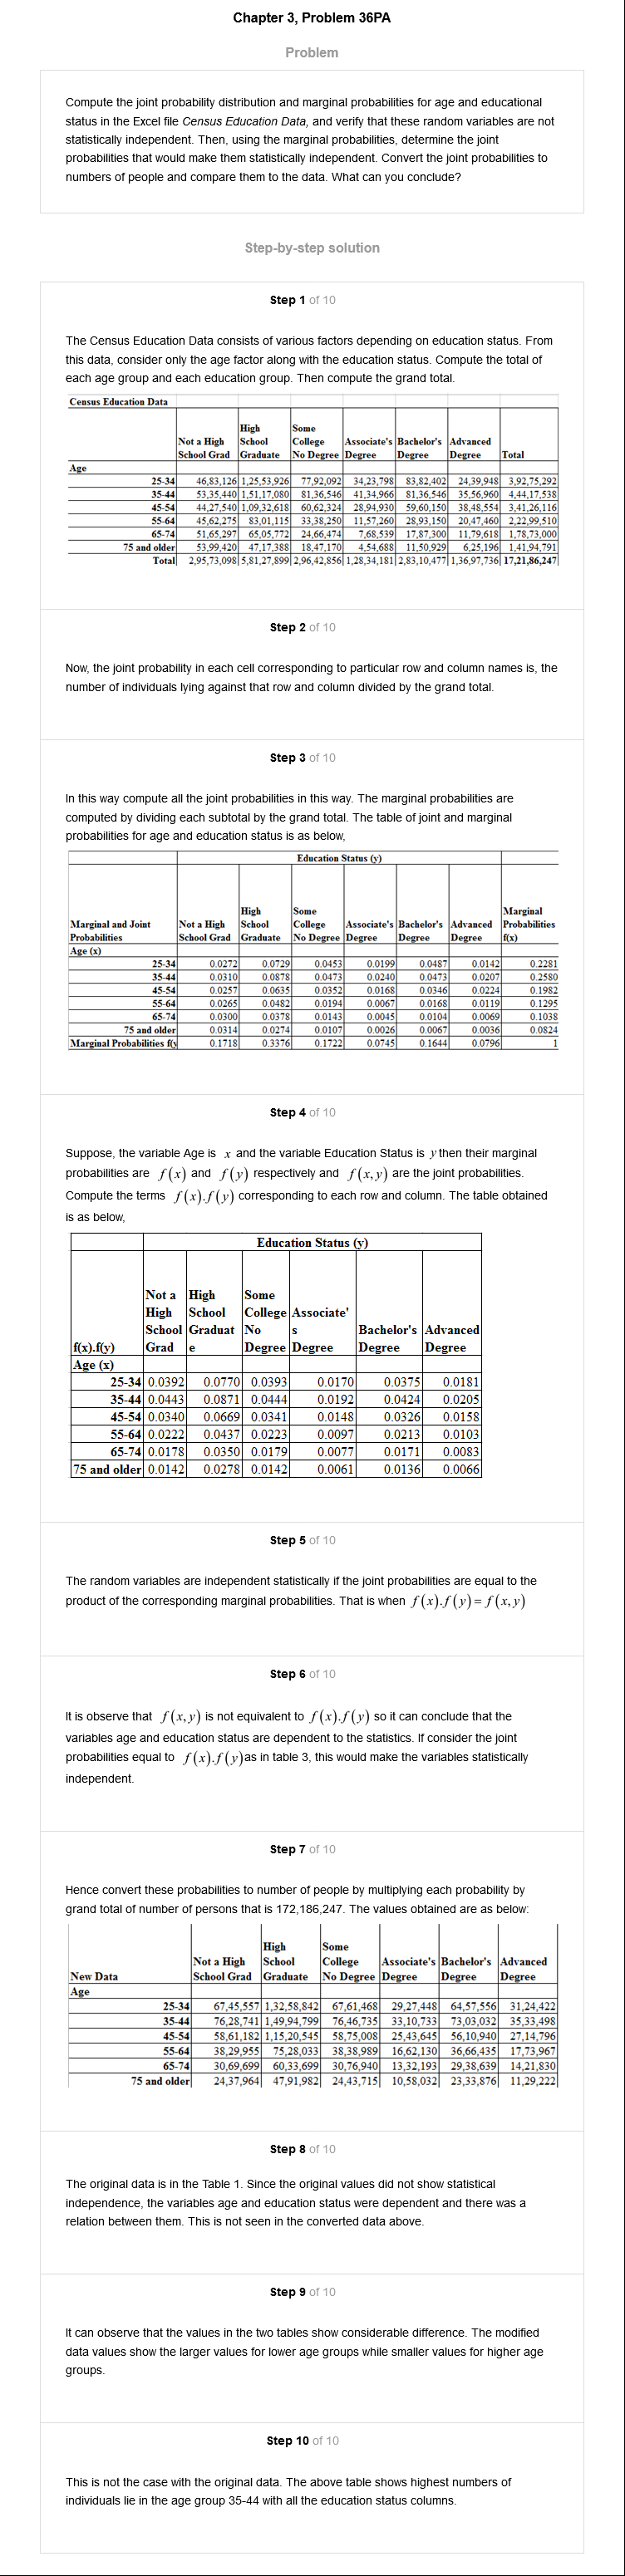 Chapter 3, Problem 36PA
Problem
Compute the joint probability distribution and marginal probabilities for age and educational
status in the Excel file Census Education Data, and verify that these random variables are not
statistically independent. Then, using the marginal probabilities, determine the joint
probabilities that would make them statistically independent. Convert the joint probabilities to
numbers of people and compare them to the data. What can you conclude?
Step-by-step solution
Step 1 of 10
The Census Education Data consists of various factors depending on education status. From
this data, consider only the age factor along with the education status. Compute the total of
each age group and each education group. Then compute the grand total.
Census Education Data
High Some
Not a High School College Associate's Bachelor's Advanced
School Grad Graduate No Degree Degree Degree Degree Total
Age
25-34 46,83,126 1,25,53,926 77,92,092 34,23,798 83,82,402 24,39,948 3,92,75,292
35-44 53,35,440 1,51,17,080 81,36,546 41,34,966 81,36,546 35,56,960 4,44,17,538
45-54 44,27,540 1,09,32,618 60,62,324 28,94,930 59,60,150 38,48,554 3,41,26,116
55-64 45,62,275 83,01,115 33,38,250 11,57,260 28,93,150 20,47,460 2,22,99,510
65-74 51,65,297 65,05,772 24,66,474 7,68,539 17,87,300 11,79,618 1,78,73,000
75 and older 53,99,420 47,17,388 18,47,170 4,54,688 11,50,929 6,25,196 1,41,94,791
Total 2,95,73,098 5,81,27,899 2,96,42,856 1,28,34,181 2,83,10,477 1,36,97,736 17,21,86,247
Step 2 of 10
Now, the joint probability in each cell corresponding to particular row and column names is, the
number of individuals lying against that row and column divided by the grand total.
Step 3 of 10
In this way compute all the joint probabilities in this way. The marginal probabilities are
computed by dividing each subtotal by the grand total. The table of joint and marginal
probabilities for age and education status is as below,
Education Status (y)
High Some Marginal
Marginal and Joint Not a High School College Associate's Bachelor's Advanced Probabilities
Probabilities School Grad Graduate No Degree Degree Degree Degree f(x)
Age (x)
25-34 0.0272 0.0729 0.0453 0.0199 0.0487 0.0142 0.2281
35-44 0.0310 0.0878 0.0473 0.0240 0.0473 0.0207 0.2580
45-54 0.0257 0.0635 0.0352 0.0168 0.0346 0.0224 0.1982
55-64 0.0265 0.0482 0.0194 0.0067 0.0168 0.0119 0.1295
65-74 0.0300 0.0378 0.0143 0.0045 0.0104 0.0069 0.1038
75 and older 0.0314 0.0274 0.0107 0.0026 0.0067 0.0036 0.0824
Marginal Probabilities f(y 0.1718 0.3376 0.1722 0.0745 0.1644 0.0796 1
Step 4 of 10
Suppose, the variable Age is x and the variable Education Status is y then their marginal
probabilities are f(x) and f(y) respectively and f(x,y) are the joint probabilities.
Compute the terms f(x).f(y) corresponding to each row and column. The table obtained
is as below,
Education Status (y)
Not a High Some
High School College Associate'
School Graduat No s Bachelor's Advanced
f(x).f(y) Grad e Degree Degree Degree Degree
Age (x)
25-34 0.0392 0.0770 0.0393 0.0170 0.0375 0.0181
35-44 0.0443 0.0871 0.0444 0.0192 0.0424 0.0205
45-54 0.0340 0.0669 0.0341 0.0148 0.0326 0.0158
55-64 0.0222 0.0437 0.0223 0.0097 0.0213 0.0103
65-74 0.0178 0.0350 0.0179 0.0077 0.0171 0.0083
75 and older 0.0142 0.0278 0.0142 0.0061 0.0136 0.0066
Step 5 of 10
The random variables are independent statistically if the joint probabilities are equal to the
product of the corresponding marginal probabilities. That is when f(x).f(y)=f(x,y)
Step 6 of 10
It is observe that f(x,y) is not equivalent to f(x).f(y) so it can conclude that the
variables age and education status are dependent to the statistics. If consider the joint
probabilities equal to f(x).f(y)as in table 3, this would make the variables statistically
independent.
Step 7 of 10
Hence convert these probabilities to number of people by multiplying each probability by
grand total of number of persons that is 172,186,247. The values obtained are as below:
High Some
Not a High School College Associate's Bachelor's Advanced
New Data School Grad Graduate No Degree Degree Degree Degree
Age
25-34 67,45,557 1,32,58,842 67,61,468 29,27,448 64,57,556 31,24,422
35-44 76,28,741 1,49,94,799 76,46,735 33,10,733 73,03,032 35,33,498
45-54 58,61,182 1,15,20,545 58,75,008 25,43,645 56,10,940 27,14,796
55-64 38,29,955 75,28,033 38,38,989 16,62,130 36,66,435 17,73,967
65-74 30,69,699 60,33,699 30,76,940 13,32,193 29,38,639 14,21,830
75 and older 24,37,964 47,91,982 24,43,715 10,58,032 23,33,876 11,29,222
Step 8 of 10
The original data is in the Table 1. Since the original values did not show statistical
independence, the variables age and education status were dependent and there was a
relation between them. This is not seen in the converted data above.
Step 9 of 10
It can observe that the values in the two tables show considerable difference. The modified
data values show the larger values for lower age groups while smaller values for higher age
groups.
Step 10 of 10
This is not the case with the original data. The above table shows highest numbers of
individuals lie in the age group 35-44 with all the education status columns.